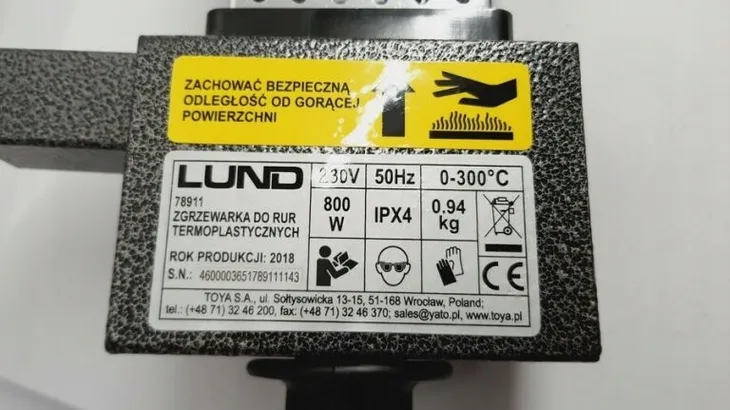 ZACHOWAĆ BEZPIECZNĄ
ODLEGŁOŚĆ OD GORĄCEJ
POWIERZCHNI
LUND
230V 50Hz 0-300°C
78911
ZGRZEWARKA DO RUR
TERMOPLASTYCZNYCH
800
W
IPX4
0.94
kg
ROK PRODUKCJI: 2018
S.N.: 4600003651789111143
CE
TOYA S.A., ul. Sołtysowicka 13-15, 51-168 Wrocław, Poland;
tel.: (+48 71) 32 46 200, fax: (+48 71) 32 46 370; sales@yato.pl, www.toya.pl